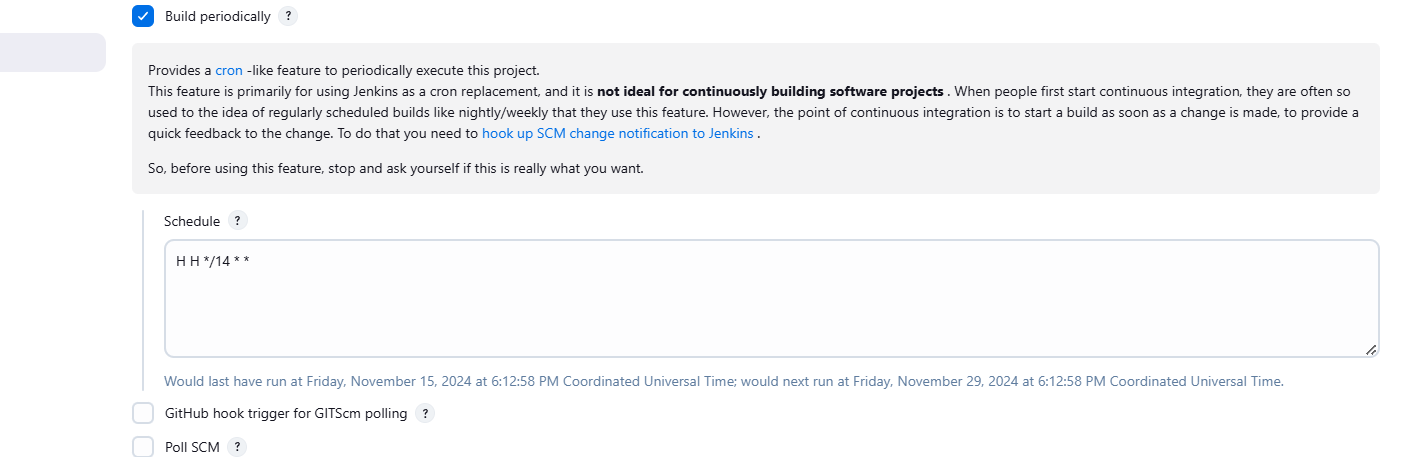 Build periodically ?
Provides a cron -like feature to periodically execute this project.
This feature is primarily for using Jenkins as a cron replacement, and it is not ideal for continuously building software projects . When people first start continuous integration, they are often so
used to the idea of regularly scheduled builds like nightly/weekly that they use this feature. However, the point of continuous integration is to start a build as soon as a change is made, to provide a
quick feedback to the change. To do that you need to hook up SCM change notification to Jenkins .
So, before using this feature, stop and ask yourself if this is really what you want.
Schedule ?
H H */14 * *
Would last have run at Friday, November 15, 2024 at 6:12:58 PM Coordinated Universal Time; would next run at Friday, November 29, 2024 at 6:12:58 PM Coordinated Universal Time.
GitHub hook trigger for GITScm polling ?
Poll SCM ?